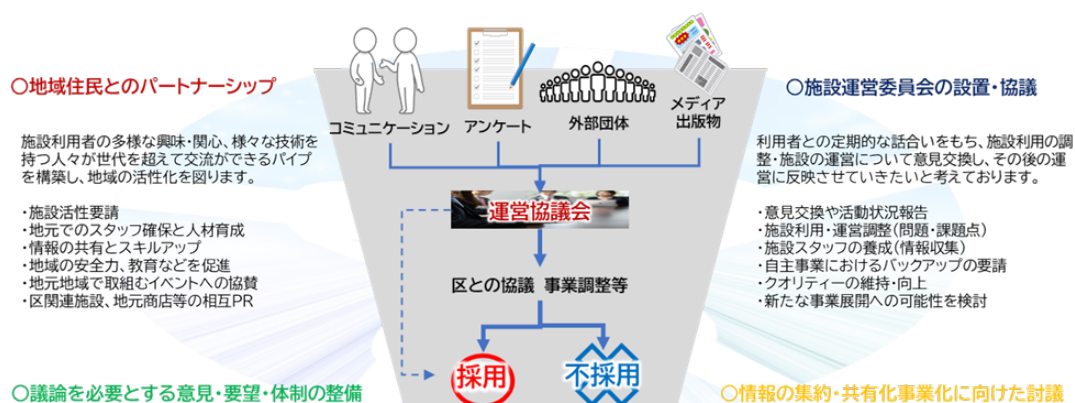 〇地域住民とのパートナーシップ
施設利用者の多様な興味・関心、様々な技術を
持つ人々が世代を超えて交流ができるパイプ
を構築し、地域の活性化を図ります。
・施設活性要請
・地元でのスタッフ確保と人材育成
・情報の共有とスキルアップ
・地域の安全力、教育などを促進
・地元地域で取組むイベントへの協賛
・区関連施設、地元商店等の相互PR
〇議論を必要とする意見・要望・体制の整備
コミュニケーション
アンケート
外部団体
メディア
出版物
運営協議会
区との協議 事業調整等
採用
不採用
〇施設運営委員会の設置・協議
利用者との定期的な話合いをもち、施設利用の調
整・施設の運営について意見交換し、その後の運
営に反映させていきたいと考えております。
・意見交換や活動状況報告
・施設利用・運営調整(問題・課題点)
・施設スタッフの養成(情報収集)
・自主事業におけるバックアップの要請
・クオリティーの維持・向上
・新たな事業展開への可能性を検討
〇情報の集約・共有化事業化に向けた討議